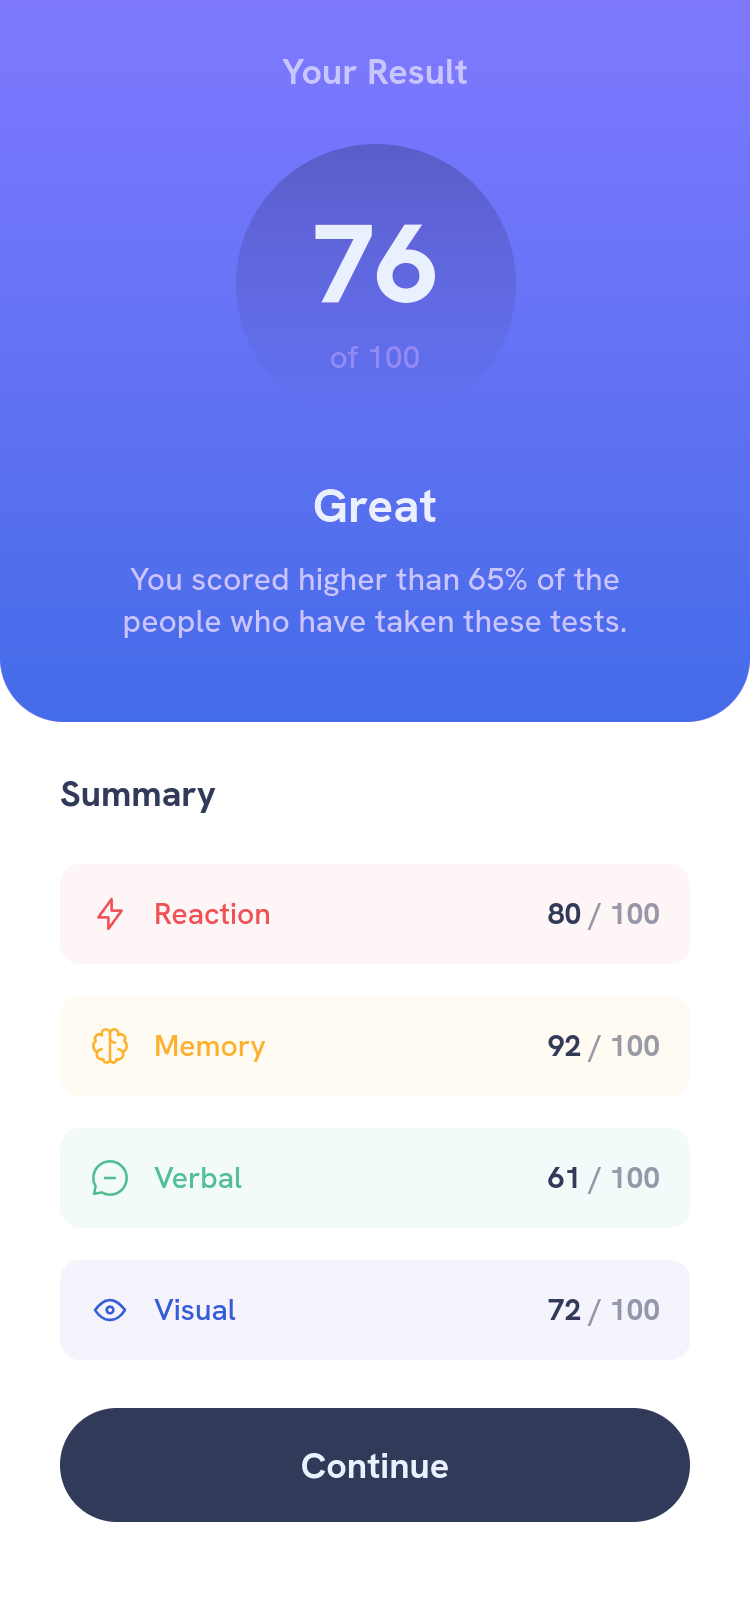 Your Result
76
of 100
Great
You scored higher than 65% of the
people who have taken these tests.
Summary
Reaction 80 / 100
Memory 92 / 100
Verbal 61 / 100
Visual 72 / 100
Continue